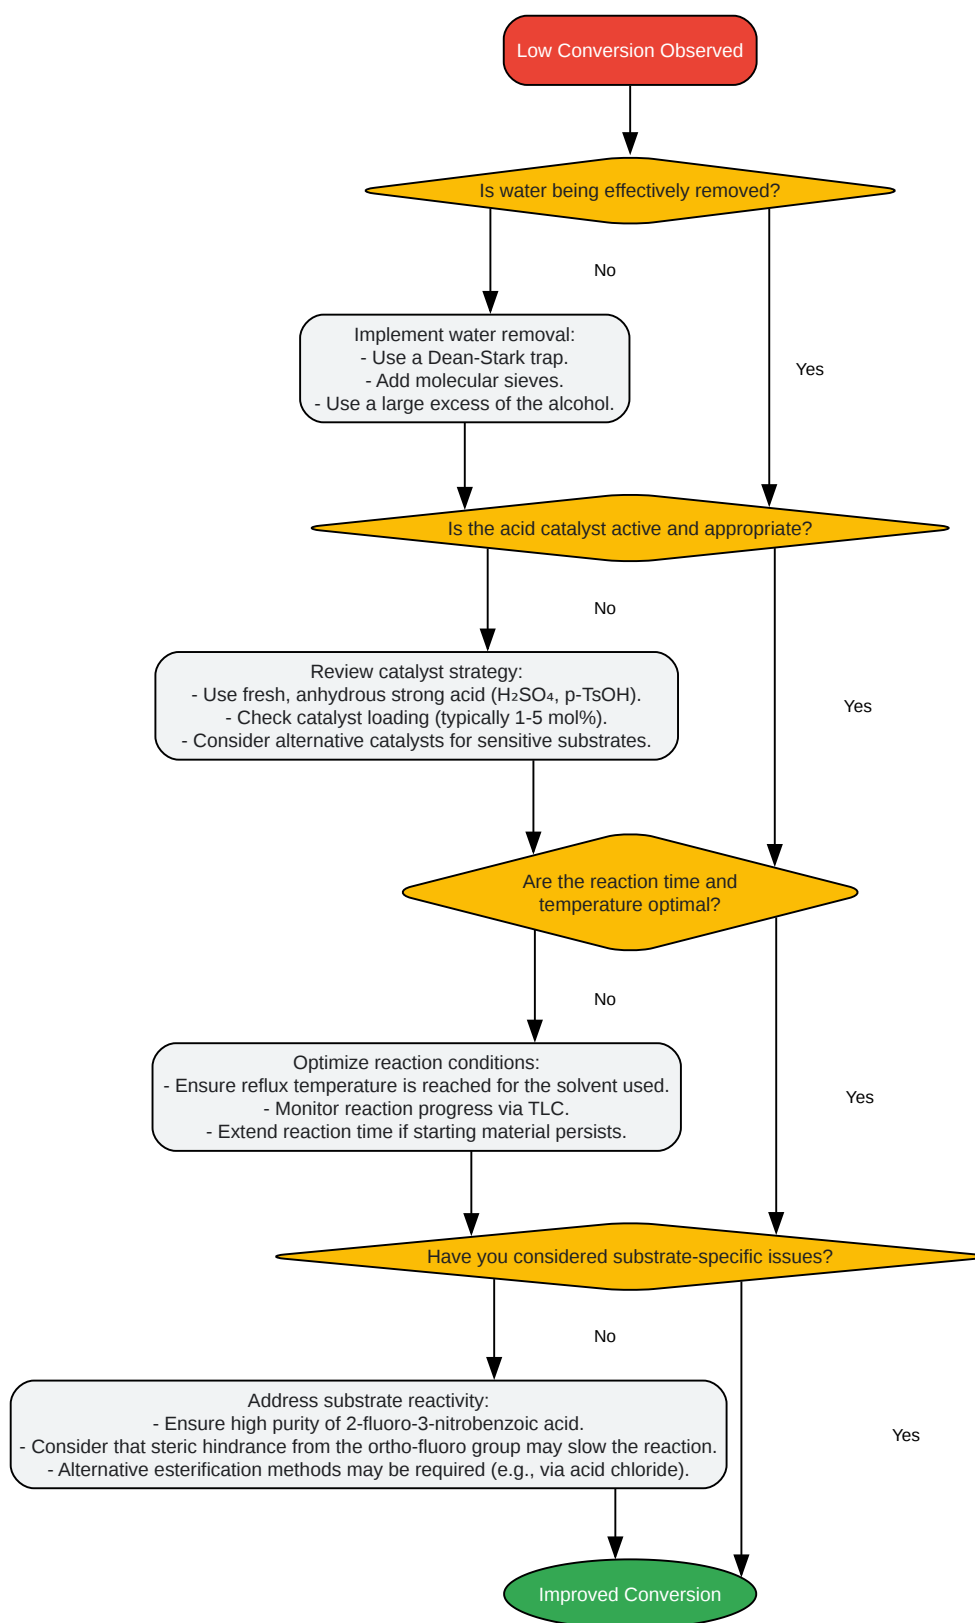 Low Conversion Observed
Is water being effectively removed?
No
Implement water removal:
- Use a Dean-Stark trap.
- Add molecular sieves.
- Use a large excess of the alcohol.
Yes
Is the acid catalyst active and appropriate?
No
Review catalyst strategy:
- Use fresh, anhydrous strong acid (H₂SO₄, p-TsOH).
- Check catalyst loading (typically 1-5 mol%).
- Consider alternative catalysts for sensitive substrates.
Yes
Are the reaction time and
temperature optimal?
No
Optimize reaction conditions:
- Ensure reflux temperature is reached for the solvent used.
- Monitor reaction progress via TLC.
- Extend reaction time if starting material persists.
Yes
Have you considered substrate-specific issues?
No
Address substrate reactivity:
- Ensure high purity of 2-fluoro-3-nitrobenzoic acid.
- Consider that steric hindrance from the ortho-fluoro group may slow the reaction.
- Alternative esterification methods may be required (e.g., via acid chloride).
Yes
Improved Conversion